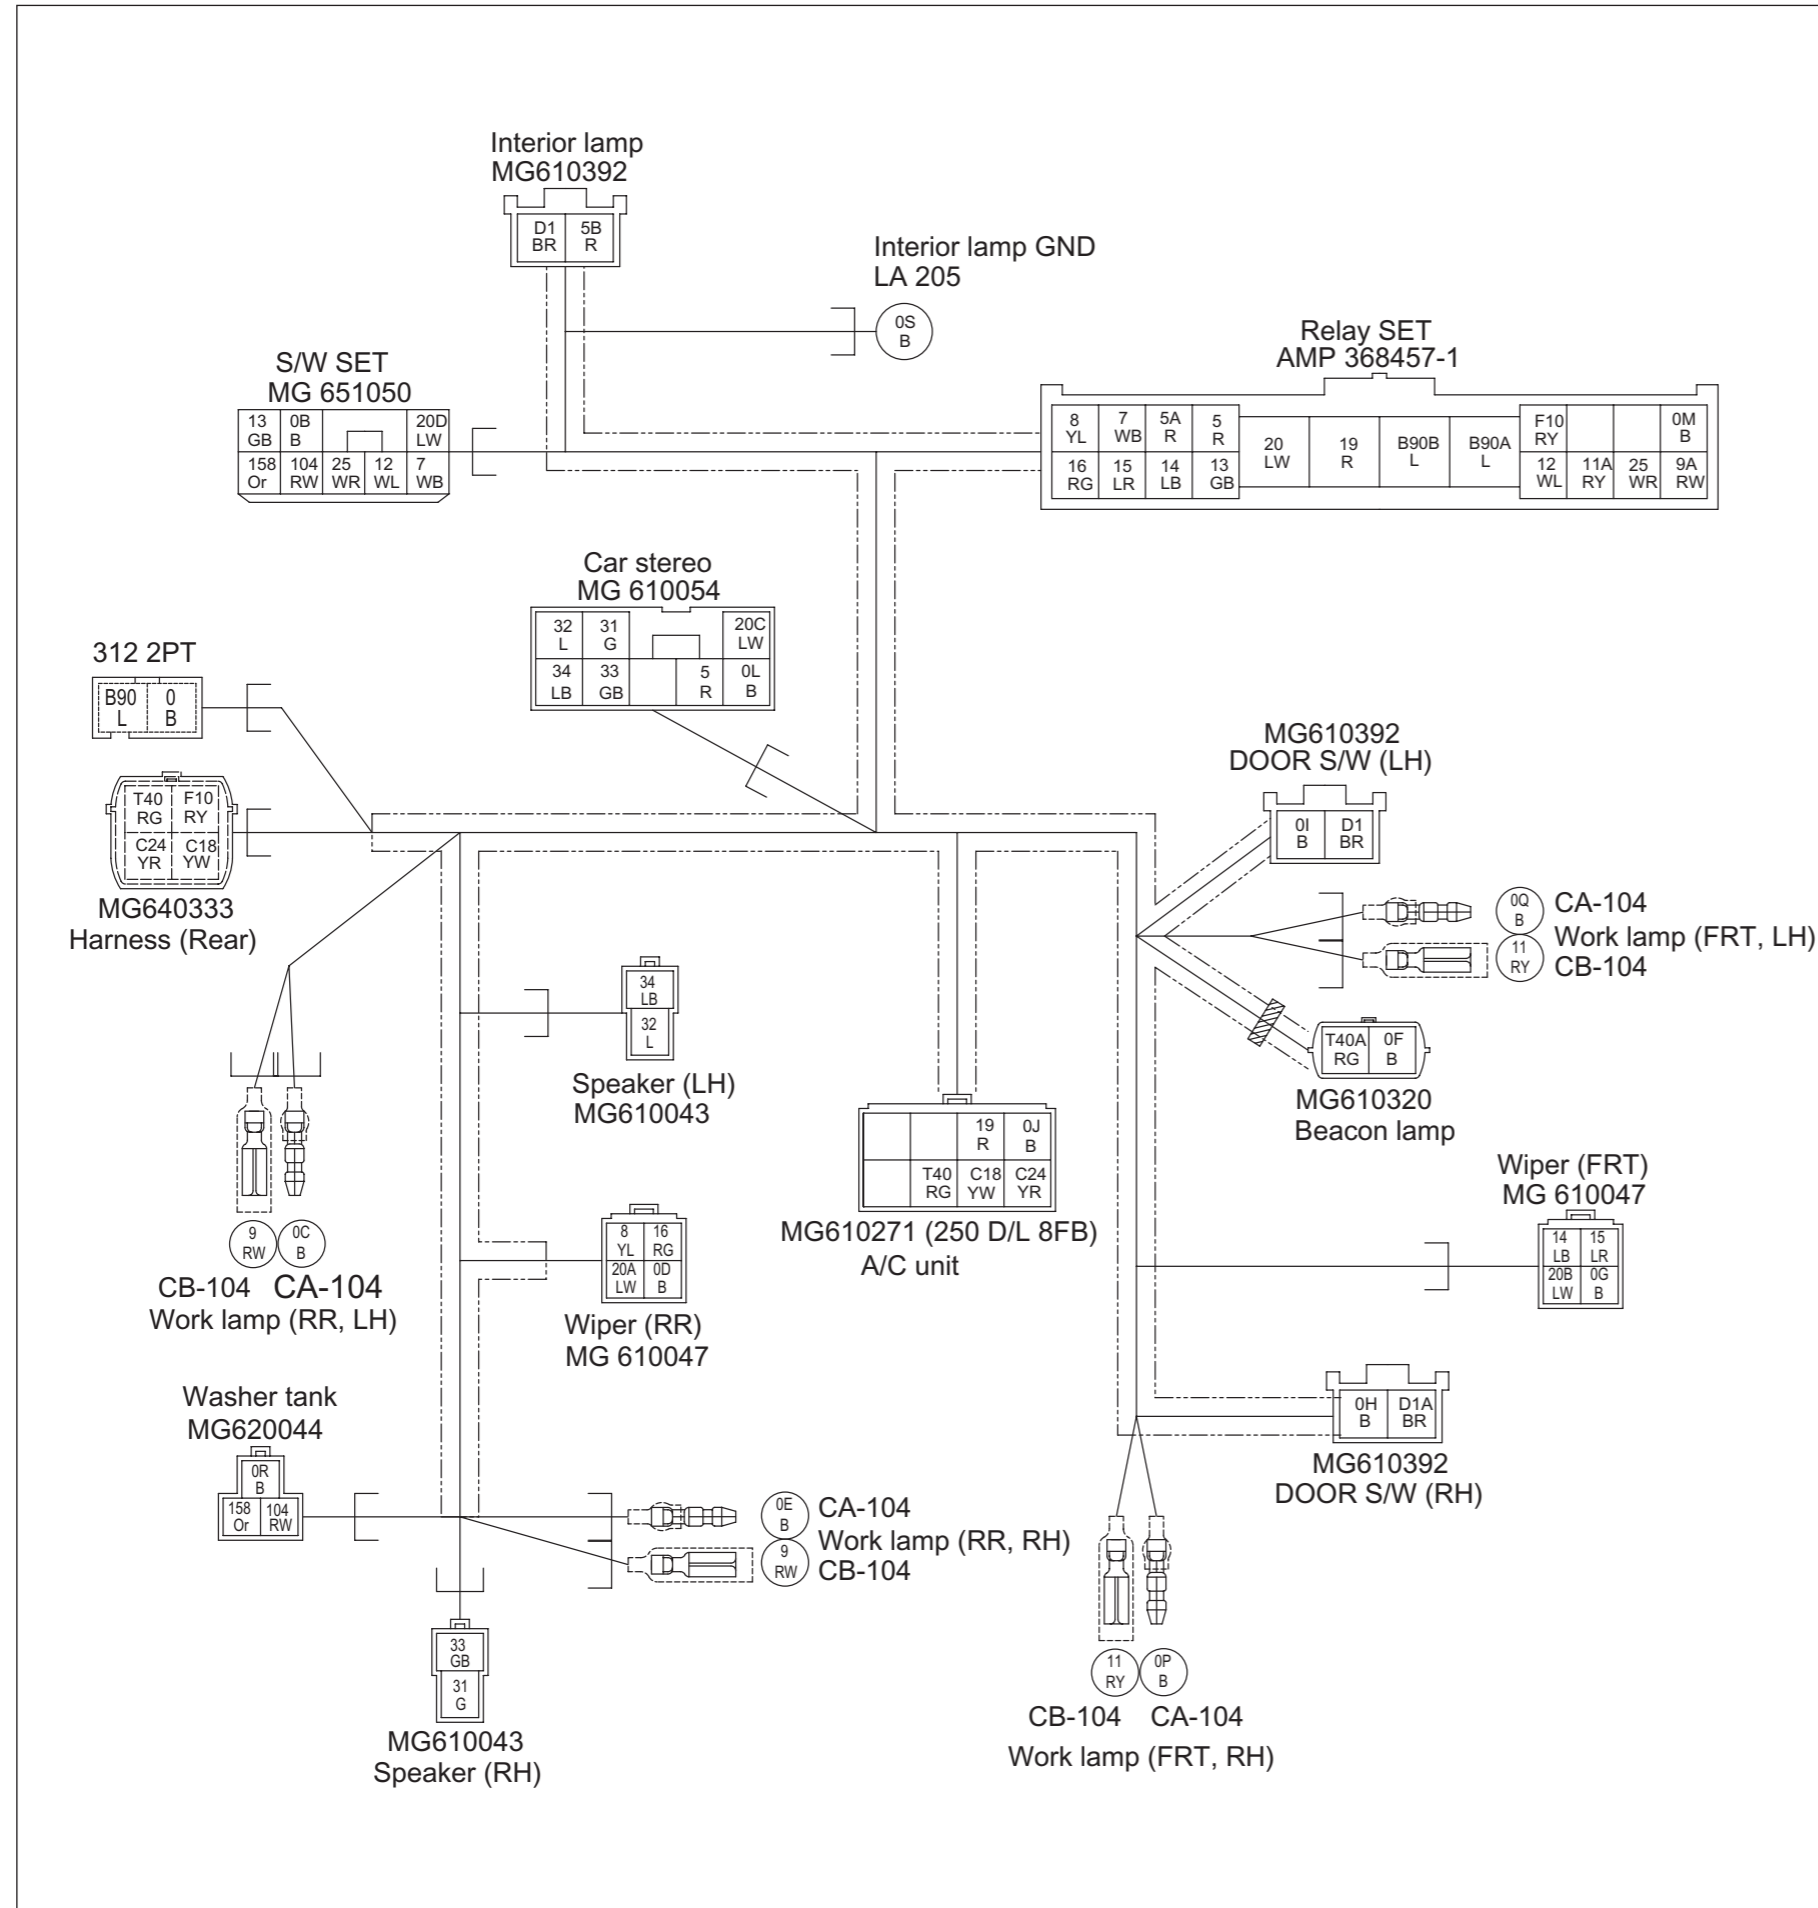 Interior lamp
MG610392
D1 5B
BR R
Interior lamp GND
LA 205
0S
B
S/W SET
MG 651050
13 0B 20D
GB B LW
158 104 25 12 7
Or RW WR WL WB
Relay SET
AMP 368457-1
8 7 5A 5
YL WB R R
16 15 14 13
RG LR LB GB
20 19 B90B B90A
LW R L L
F10 0M
RY B
12 11A 25 9A
WL RY WR RW
Car stereo
MG 610054
32 31 20C
L G LW
34 33 5 0L
LB GB R B
312 2PT
B90 0
L B
T40 F10
RG RY
C24 C18
YR YW
MG640333
Harness (Rear)
MG610392
DOOR S/W (LH)
0I D1
B BR
0Q
B
CA-104
Work lamp (FRT, LH)
11
RY
CB-104
T40A 0F
RG B
MG610320
Beacon lamp
34
LB
32
L
Speaker (LH)
MG610043
19 0J
R B
T40 C18 C24
RG YW YR
MG610271 (250 D/L 8FB)
A/C unit
Wiper (FRT)
MG 610047
14 15
LB LR
20B 0G
LW B
9 0C
RW B
CB-104 CA-104
Work lamp (RR, LH)
8 16
YL RG
20A 0D
LW B
Wiper (RR)
MG 610047
Washer tank
MG620044
0R
B
158 104
Or RW
0H D1A
B BR
MG610392
DOOR S/W (RH)
0E
B
CA-104
Work lamp (RR, RH)
9
RW
CB-104
33
GB
31
G
MG610043
Speaker (RH)
11 0P
RY B
CB-104 CA-104
Work lamp (FRT, RH)